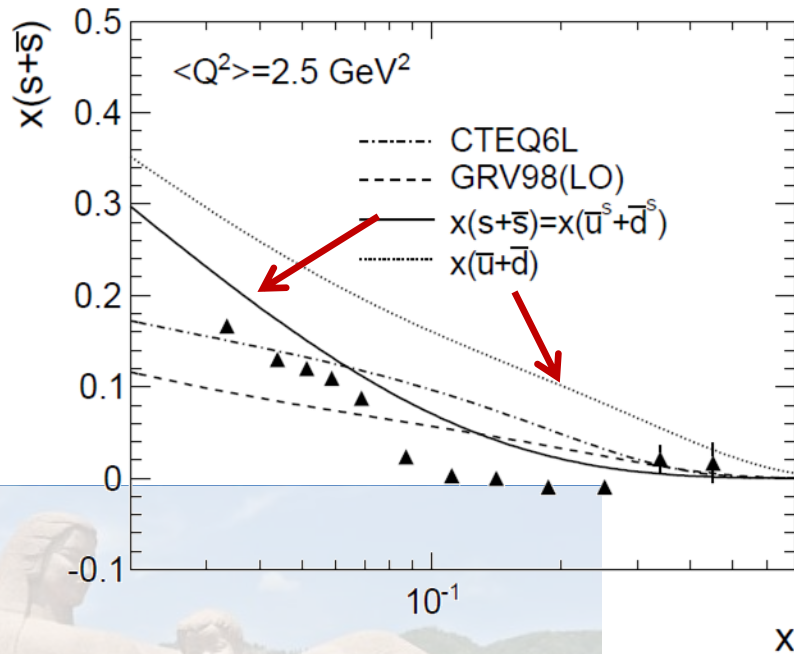 x(s+s̅)
0.5
0.4
0.3
0.2
0.1
0
-0.1
<Q²>=2.5 GeV²
CTEQ6L
GRV98(LO)
x(s+s̅)=x(u̅ˢ+d̅ˢ)
x(u̅+d̅)
10⁻¹
x